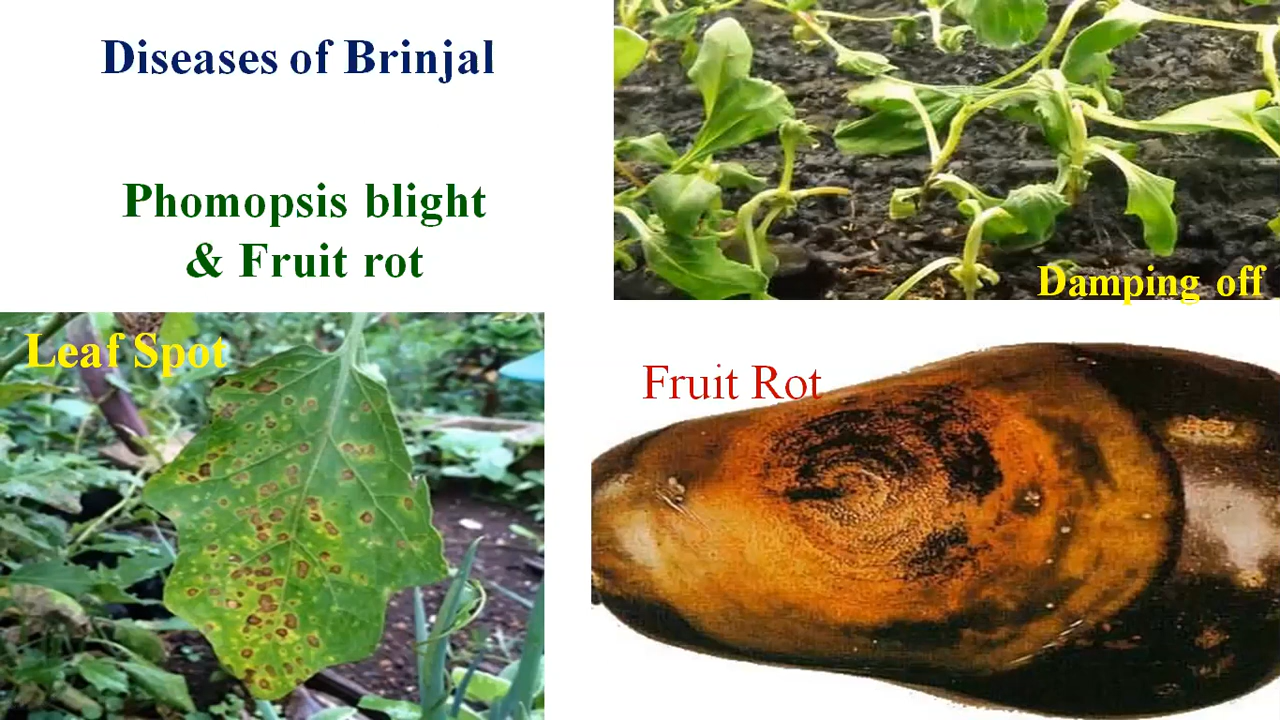 Diseases of Brinjal
Phomopsis blight
& Fruit rot
Damping off
Leaf Spot
Fruit Rot